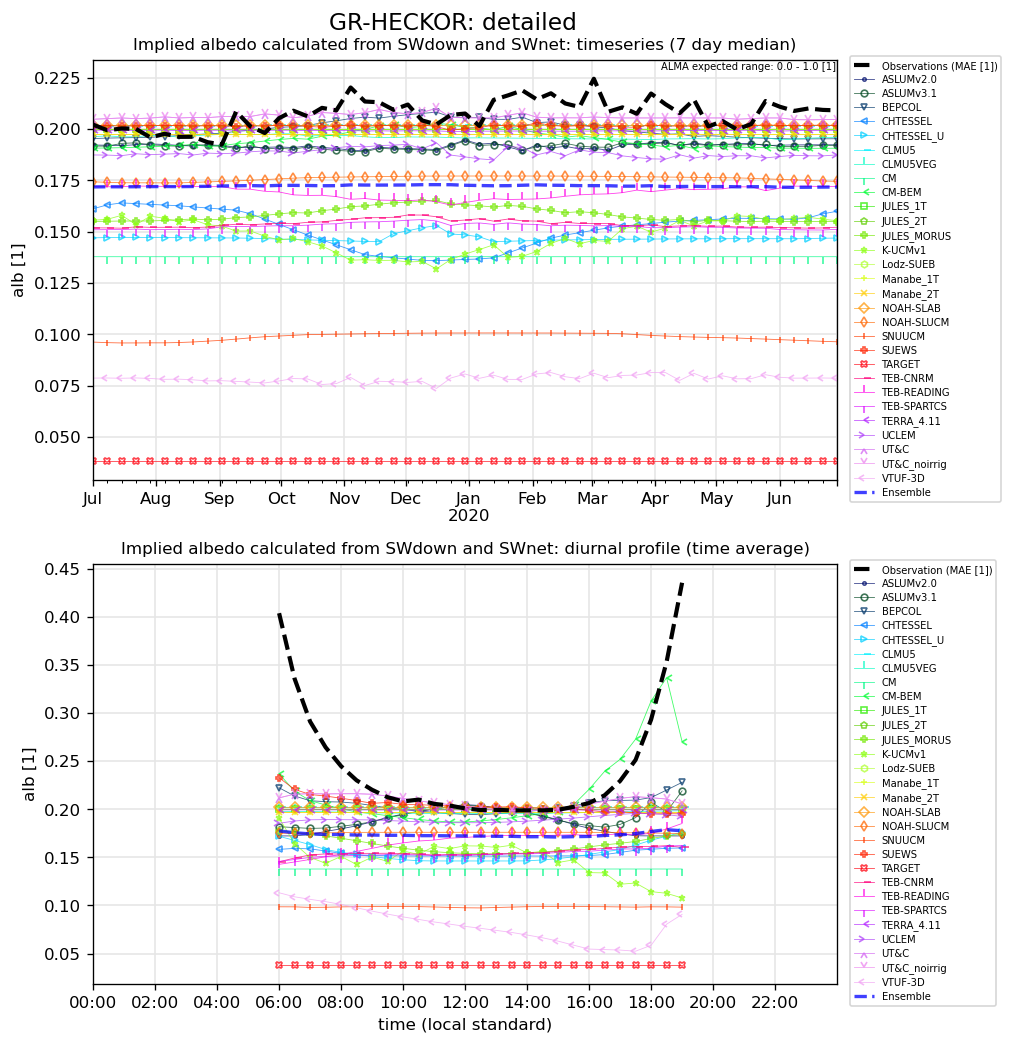 GR-HECKOR: detailed
Implied albedo calculated from SWdown and SWnet: timeseries (7 day median)
ALMA expected range: 0.0 - 1.0 [1]
alb [1]
0.225
0.200
0.175
0.150
0.125
0.100
0.075
0.050
Jul Aug Sep Oct Nov Dec Jan Feb Mar Apr May Jun
2020
Observations (MAE [1])
ASLUMv2.0
ASLUMv3.1
BEPCOL
CHTESSEL
CHTESSEL_U
CLMU5
CLMU5VEG
CM
CM-BEM
JULES_1T
JULES_2T
JULES_MORUS
K-UCMv1
Lodz-SUEB
Manabe_1T
Manabe_2T
NOAH-SLAB
NOAH-SLUCM
SNUUCM
SUEWS
TARGET
TEB-CNRM
TEB-READING
TEB-SPARTCS
TERRA_4.11
UCLEM
UT&C
UT&C_noirrig
VTUF-3D
Ensemble
Implied albedo calculated from SWdown and SWnet: diurnal profile (time average)
alb [1]
0.45
0.40
0.35
0.30
0.25
0.20
0.15
0.10
0.05
00:00 02:00 04:00 06:00 08:00 10:00 12:00 14:00 16:00 18:00 20:00 22:00
time (local standard)
Observation (MAE [1])
ASLUMv2.0
ASLUMv3.1
BEPCOL
CHTESSEL
CHTESSEL_U
CLMU5
CLMU5VEG
CM
CM-BEM
JULES_1T
JULES_2T
JULES_MORUS
K-UCMv1
Lodz-SUEB
Manabe_1T
Manabe_2T
NOAH-SLAB
NOAH-SLUCM
SNUUCM
SUEWS
TARGET
TEB-CNRM
TEB-READING
TEB-SPARTCS
TERRA_4.11
UCLEM
UT&C
UT&C_noirrig
VTUF-3D
Ensemble